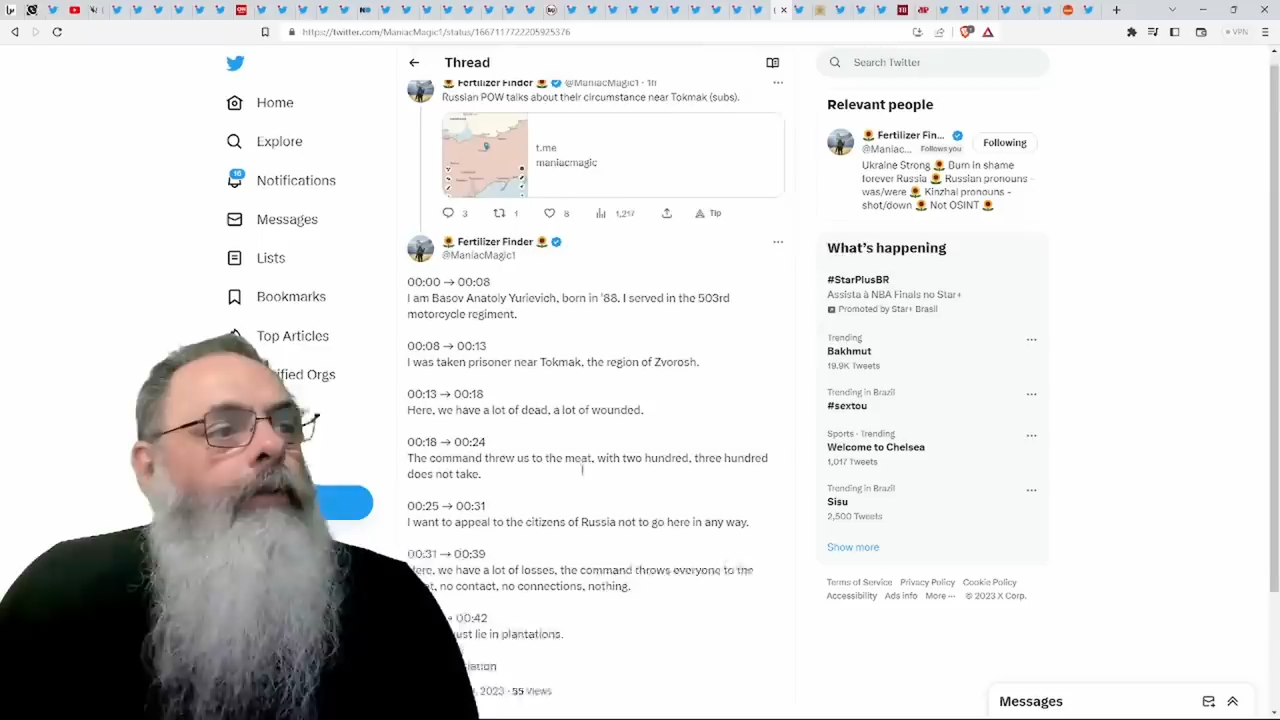 https://twitter.com/ManiacMagic1/status/1667117722205925376
VPN
Home
Explore
16
Notifications
Messages
Lists
Bookmarks
Top Articles
Orgs
Thread
Fertilizer Finder @ManiacMagic1 · 1h
Russian POW talks about their circumstance near Tokmak (subs).
t.me
maniacmagic
3 1 8 1,217 Tip
Fertilizer Finder
@ManiacMagic1
00:00 → 00:08
I am Basov Anatoly Yurievich, born in '88. I served in the 503rd
motorcycle regiment.
00:08 → 00:13
I was taken prisoner near Tokmak, the region of Zvorosh.
00:13 → 00:18
Here, we have a lot of dead, a lot of wounded.
00:18 → 00:24
The command threw us to the meat, with two hundred, three hundred
does not take.
00:25 → 00:31
I want to appeal to the citizens of Russia not to go here in any way.
00:31 → 00:39
we have a lot of losses, the command throws everyone to the
no contact, no connections, nothing.
→ 00:42
lie in plantations.
2023 · 55 Views
Search Twitter
Relevant people
Fertilizer Fin...
@Maniac... Follows you
Following
Ukraine Strong Burn in shame
forever Russia Russian pronouns -
was/were Kinzhal pronouns -
shot/down Not OSINT
What's happening
#StarPlusBR
Assista à NBA Finals no Star+
Promoted by Star+ Brasil
Trending
Bakhmut
19.9K Tweets
Trending in Brazil
#sextou
Sports · Trending
Welcome to Chelsea
1,017 Tweets
Trending in Brazil
Sisu
2,500 Tweets
Show more
Terms of Service Privacy Policy Cookie Policy
Accessibility Ads info More ··· © 2023 X Corp.
Messages